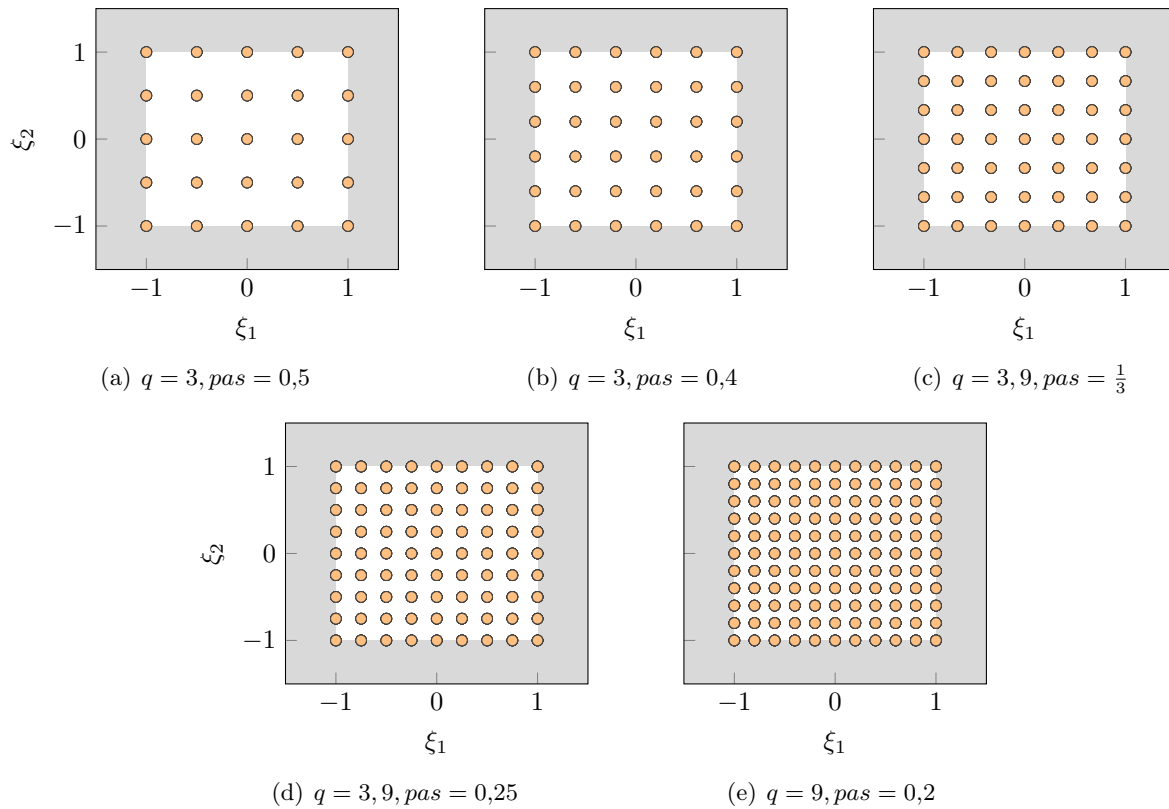 1
0
−1
ξ2
−1 0 1 −1 0 1 −1 0 1
ξ1 ξ1 ξ1
(a) q = 3, pas = 0,5 (b) q = 3, pas = 0,4 (c) q = 3, 9, pas = 1/3
1
0
−1
ξ2
−1 0 1 −1 0 1
ξ1 ξ1
(d) q = 3, 9, pas = 0,25 (e) q = 9, pas = 0,2